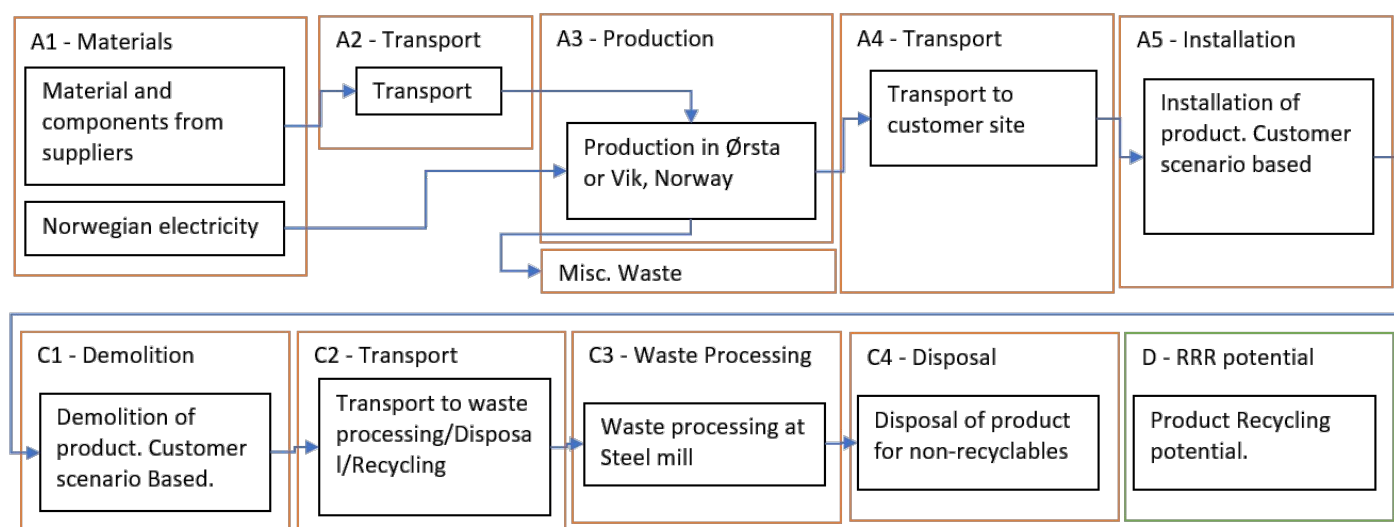 A1 - Materials
Material and
components from
suppliers
Norwegian electricity
A2 - Transport
Transport
A3 - Production
Production in Ørsta
or Vik, Norway
Misc. Waste
A4 - Transport
Transport to
customer site
A5 - Installation
Installation of
product. Customer
scenario based
C1 - Demolition
Demolition of
product. Customer
scenario Based.
C2 - Transport
Transport to waste
processing/Disposa
l/Recycling
C3 - Waste Processing
Waste processing at
Steel mill
C4 - Disposal
Disposal of product
for non-recyclables
D - RRR potential
Product Recycling
potential.